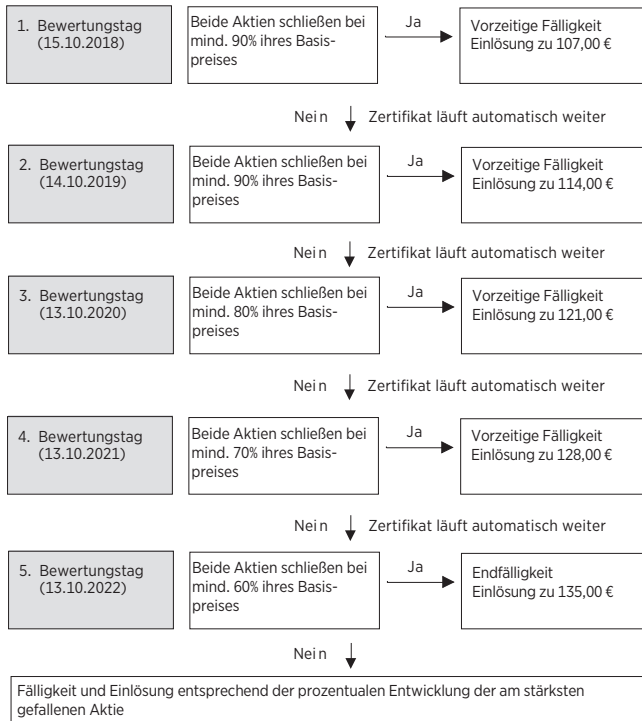 1. Bewertungstag
(15.10.2018)
Beide Aktien schließen bei
mind. 90% ihres Basis-
preises
Ja
Vorzeitige Fälligkeit
Einlösung zu 107,00 €
Nein
Zertifikat läuft automatisch weiter
2. Bewertungstag
(14.10.2019)
Beide Aktien schließen bei
mind. 90% ihres Basis-
preises
Ja
Vorzeitige Fälligkeit
Einlösung zu 114,00 €
Nein
Zertifikat läuft automatisch weiter
3. Bewertungstag
(13.10.2020)
Beide Aktien schließen bei
mind. 80% ihres Basis-
preises
Ja
Vorzeitige Fälligkeit
Einlösung zu 121,00 €
Nein
Zertifikat läuft automatisch weiter
4. Bewertungstag
(13.10.2021)
Beide Aktien schließen bei
mind. 70% ihres Basis-
preises
Ja
Vorzeitige Fälligkeit
Einlösung zu 128,00 €
Nein
Zertifikat läuft automatisch weiter
5. Bewertungstag
(13.10.2022)
Beide Aktien schließen bei
mind. 60% ihres Basis-
preises
Ja
Endfälligkeit
Einlösung zu 135,00 €
Nein
Fälligkeit und Einlösung entsprechend der prozentualen Entwicklung der am stärksten
gefallenen Aktie